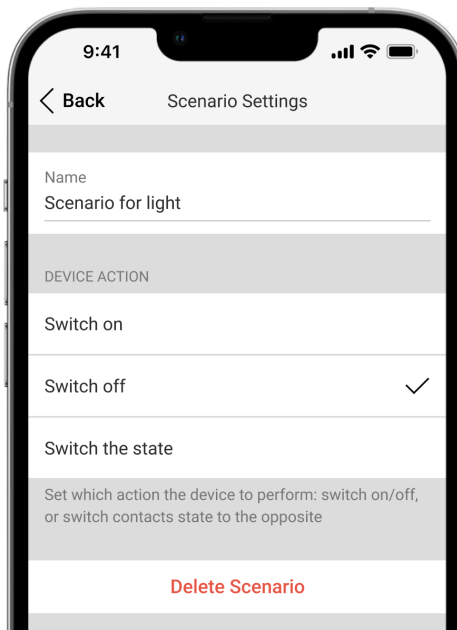 9:41
Back
Scenario Settings
Name
Scenario for light
DEVICE ACTION
Switch on
Switch off
Switch the state
Set which action the device to perform: switch on/off,
or switch contacts state to the opposite
Delete Scenario